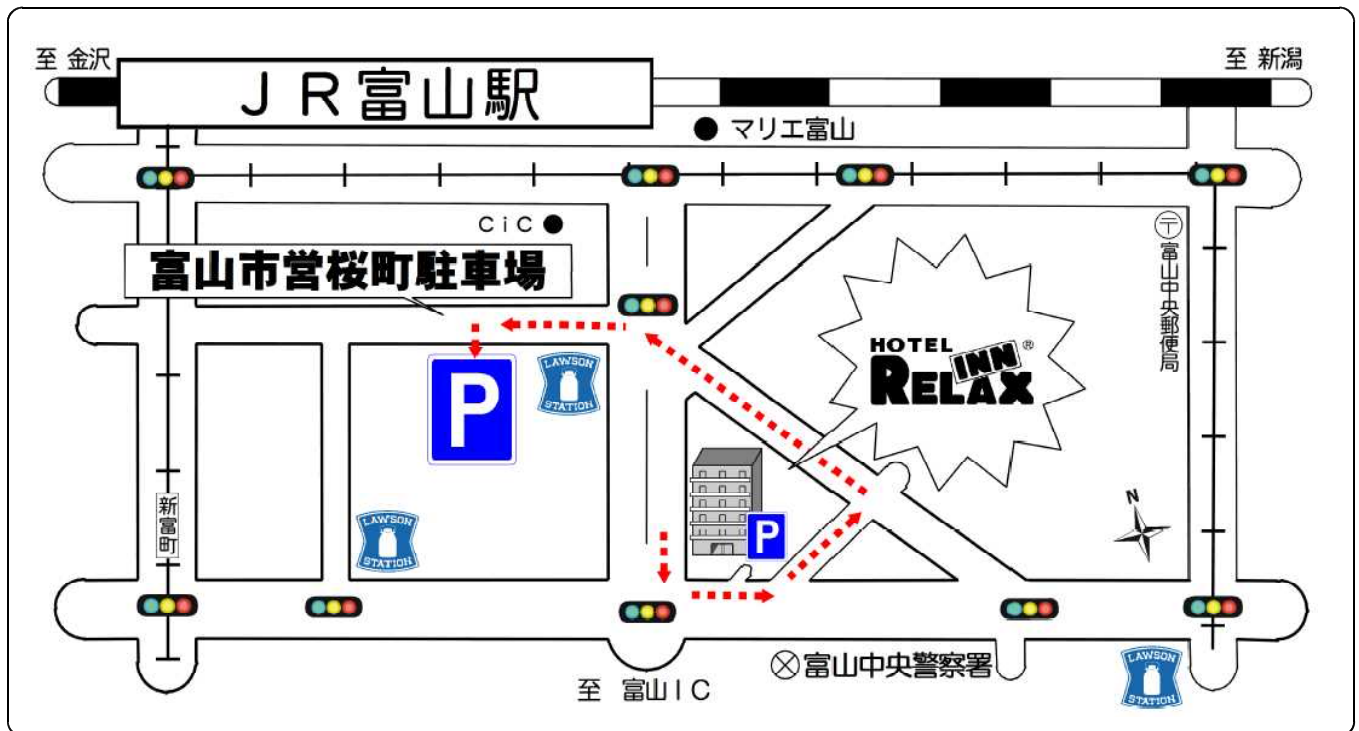 至 金沢
至 新潟
JR富山駅
マリエ富山
CiC
富山市営桜町駐車場
〒
富山中央郵便局
HOTEL
INN
®
RELAX
LAWSON
STATION
P
N
P
新富町
LAWSON
STATION
富山中央警察署
LAWSON
STATION
至 富山IC